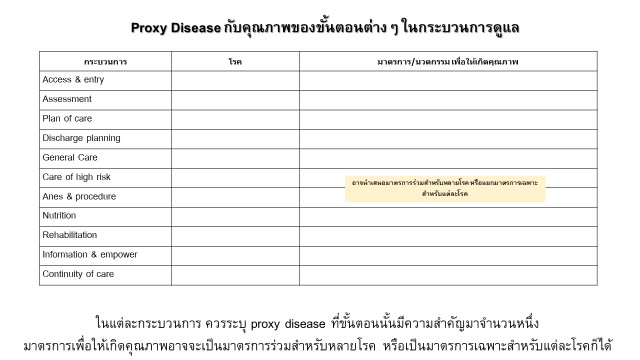 Proxy Disease กับคุณภาพของขั้นตอนต่าง ๆ ในกระบวนการดูแล
กระบวนการ โรค มาตรการ/นวตกรรม เพื่อให้เกิดคุณภาพ
Access & entry
Assessment
Plan of care
Discharge planning
General Care
Care of high risk
อาจนำเสนอมาตรการร่วมสำหรับหลายโรค หรือแยกมาตรการเฉพาะ
สำหรับแต่ละโรค
Anes & procedure
Nutrition
Rehabilitation
Information & empower
Continuity of care
ในแต่ละกระบวนการ ควรระบุ proxy disease ที่ขั้นตอนนั้นมีความสำคัญมาจำนวนหนึ่ง
มาตรการเพื่อให้เกิดคุณภาพอาจจะเป็นมาตรการร่วมสำหรับหลายโรค หรือเป็นมาตรการเฉพาะสำหรับแต่ละโรคก็ได้